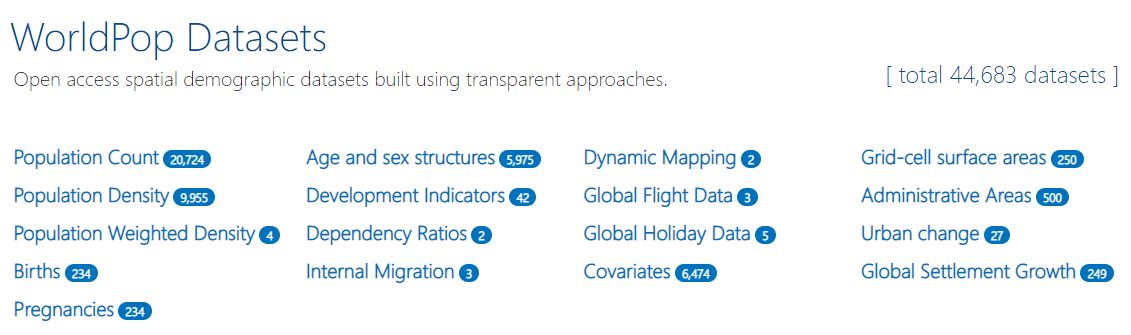 WorldPop Datasets
Open access spatial demographic datasets built using transparent approaches.
[ total 44,683 datasets ]
Population Count 20,724
Population Density 9,955
Population Weighted Density 4
Births 234
Pregnancies 234
Age and sex structures 5,975
Development Indicators 42
Dependency Ratios 2
Internal Migration 3
Dynamic Mapping 2
Global Flight Data 3
Global Holiday Data 5
Covariates 6,474
Grid-cell surface areas 250
Administrative Areas 500
Urban change 27
Global Settlement Growth 249